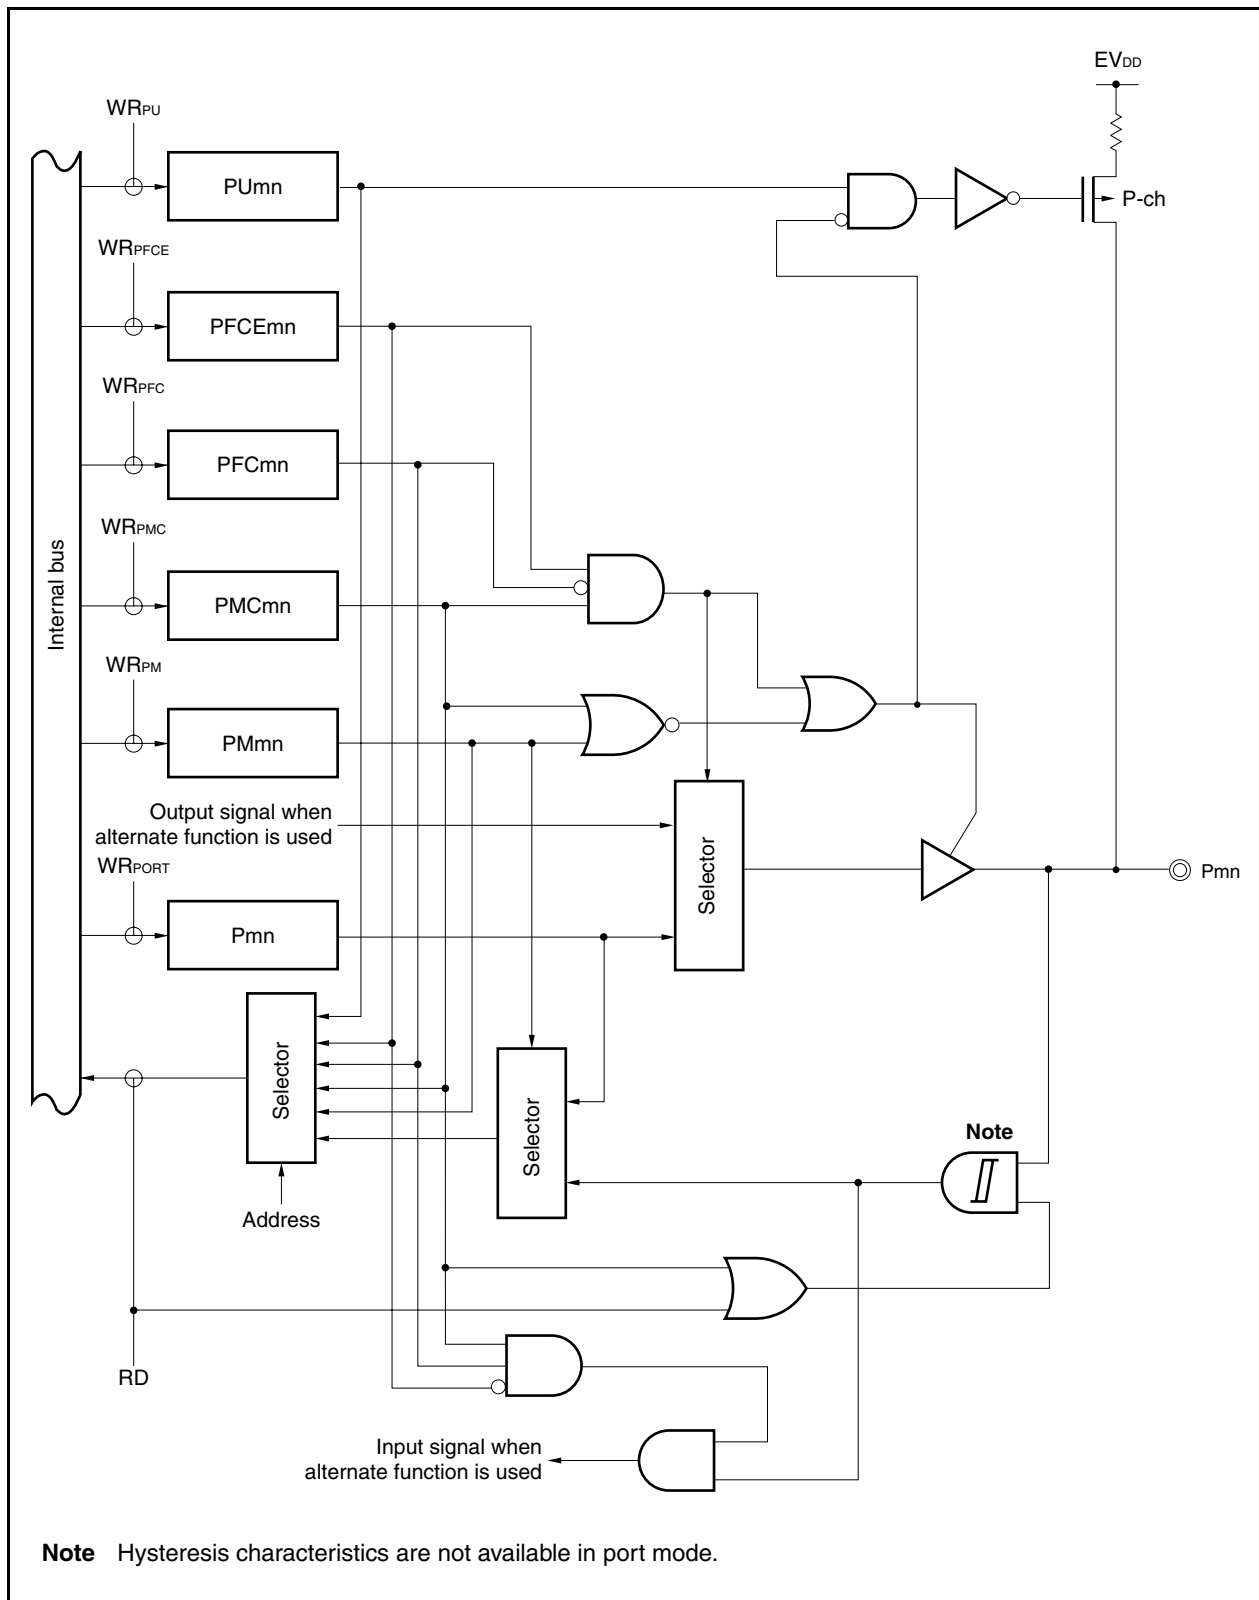 EVDD
WRPU
PUmn
P-ch
WRPFCE
PFCEmn
WRPFC
PFCmn
WRPMC
Internal bus
PMCmn
WRPM
PMmn
Output signal when
alternate function is used
WRPORT
Selector
Pmn
Pmn
Selector
Selector
Note
Address
RD
Input signal when
alternate function is used
Note Hysteresis characteristics are not available in port mode.